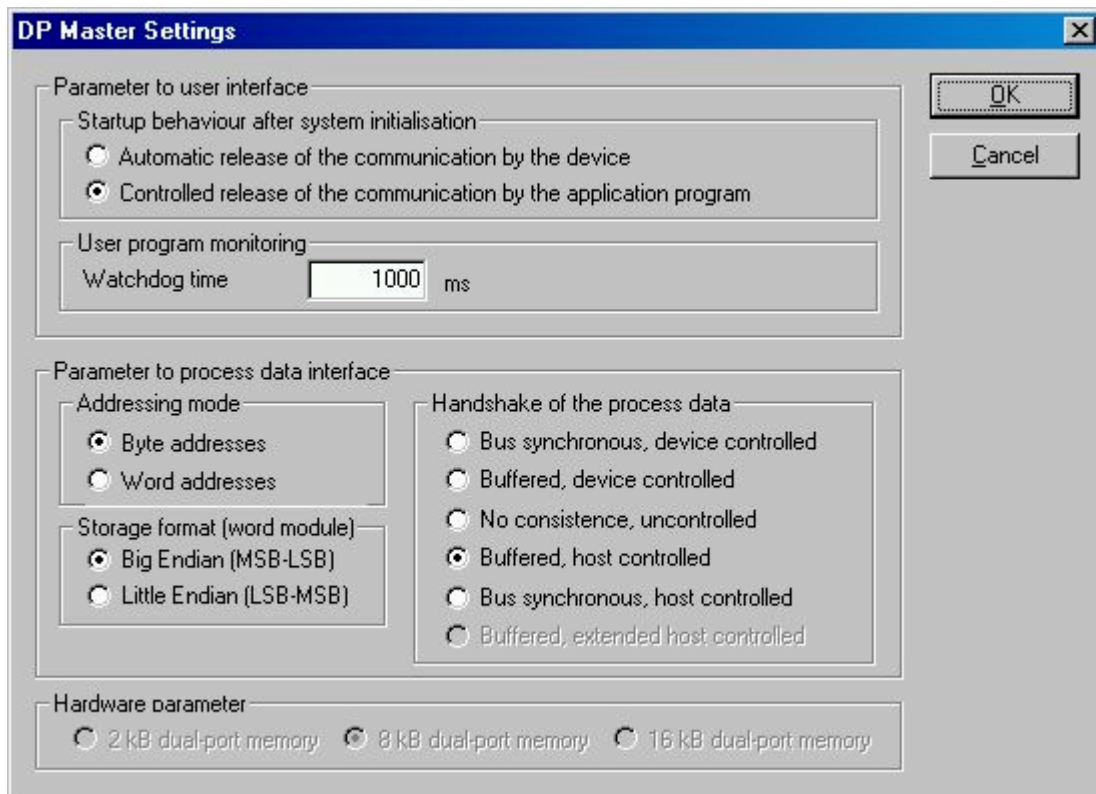 DP Master Settings
Parameter to user interface
Startup behaviour after system initialisation
Automatic release of the communication by the device
Controlled release of the communication by the application program
User program monitoring
Watchdog time 1000 ms
OK
Cancel
Parameter to process data interface
Addressing mode
Byte addresses
Word addresses
Storage format (word module)
Big Endian (MSB-LSB)
Little Endian (LSB-MSB)
Handshake of the process data
Bus synchronous, device controlled
Buffered, device controlled
No consistence, uncontrolled
Buffered, host controlled
Bus synchronous, host controlled
Buffered, extended host controlled
Hardware parameter
2 kB dual-port memory 8 kB dual-port memory 16 kB dual-port memory